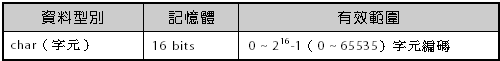 資料型別 記憶體 有效範圍
char（字元） 16 bits 0 ~ 2¹⁶-1（0 ~ 65535）字元編碼